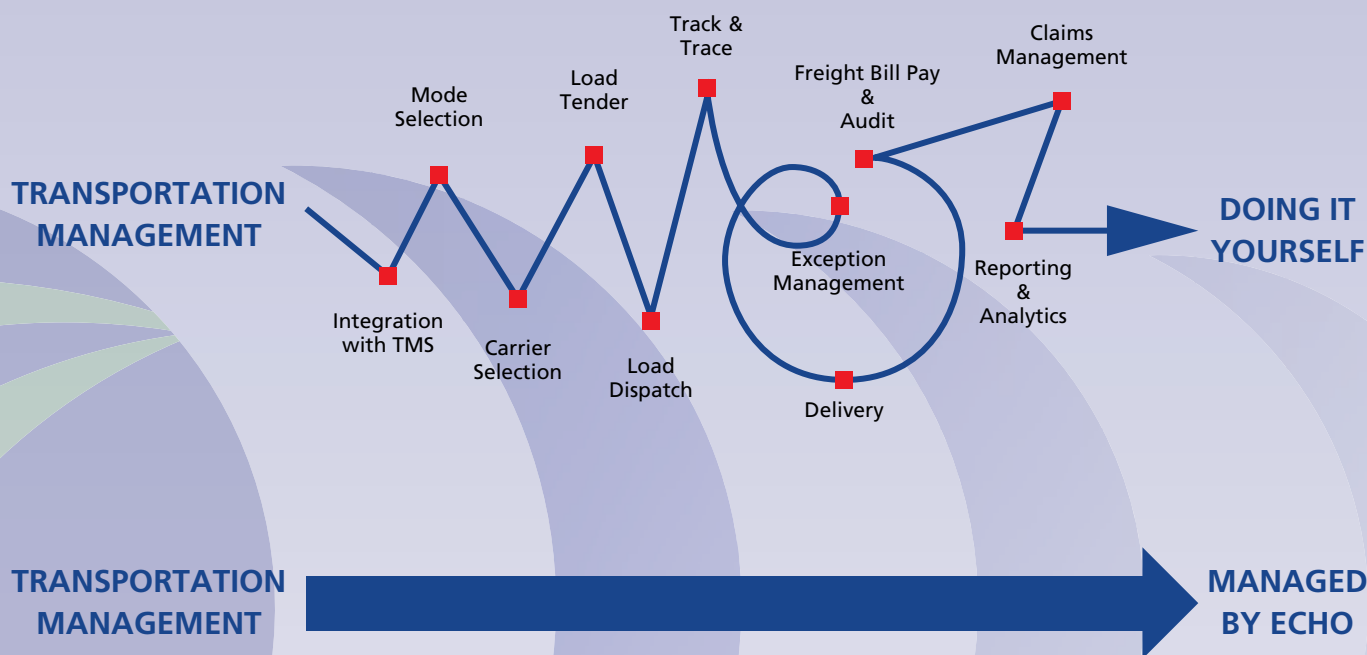 TRANSPORTATION
MANAGEMENT
Integration
with TMS
Mode
Selection
Carrier
Selection
Load
Tender
Load
Dispatch
Track &
Trace
Exception
Management
Delivery
Freight Bill Pay
&
Audit
Claims
Management
Reporting
&
Analytics
DOING IT
YOURSELF
TRANSPORTATION
MANAGEMENT
MANAGED
BY ECHO